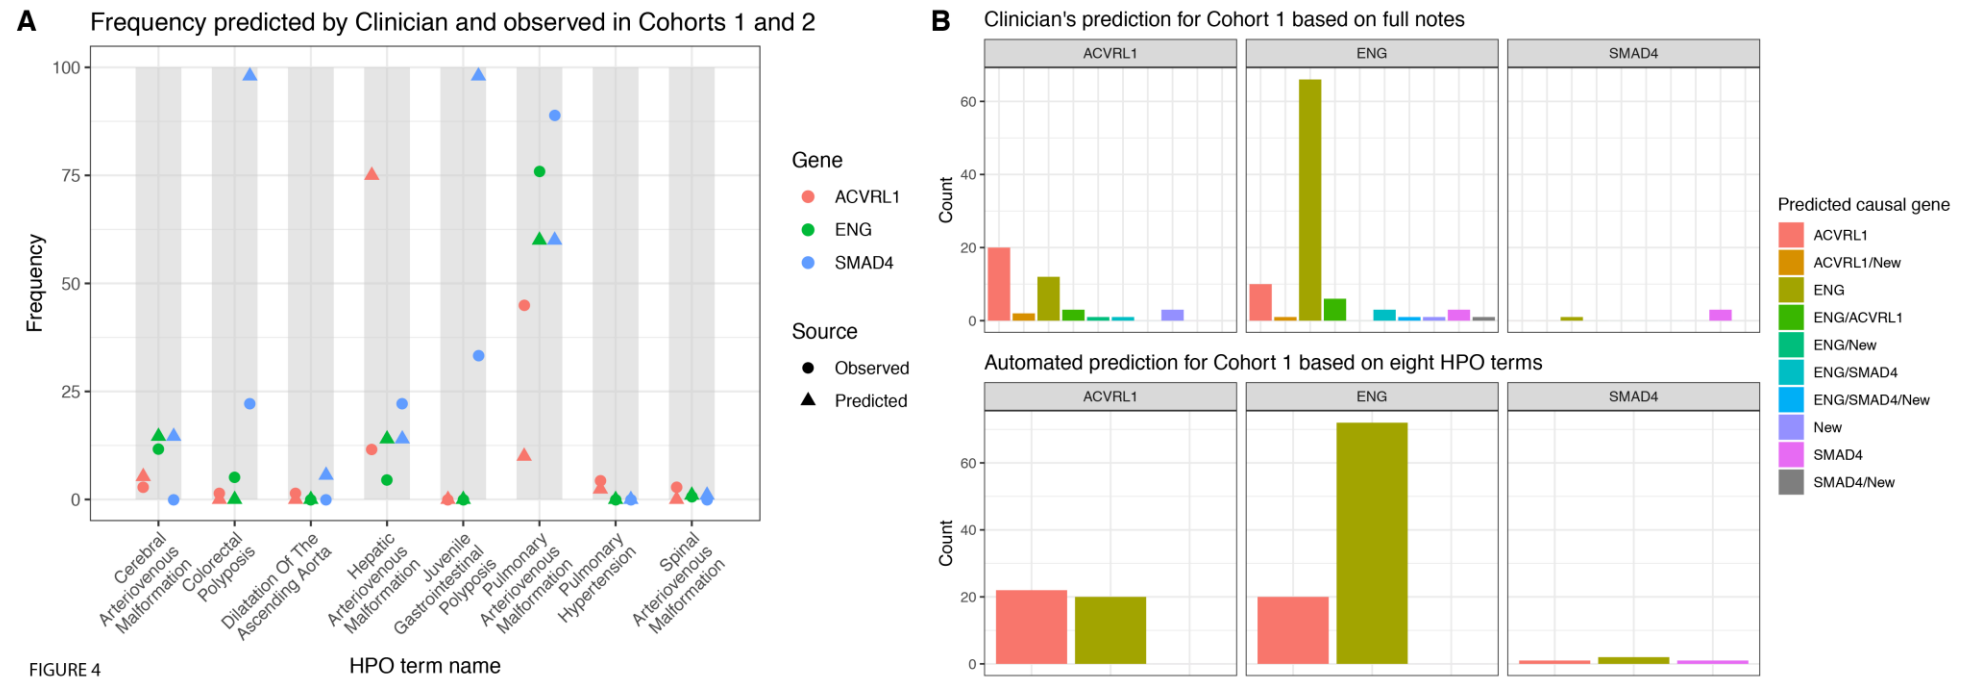 A
Frequency predicted by Clinician and observed in Cohorts 1 and 2
100
75
50
25
0
Frequency
Cerebral
Arteriovenous
Malformation
Colorectal
Polyposis
Dilatation Of The
Ascending Aorta
Hepatic
Arteriovenous
Malformation
Juvenile
Gastrointestinal
Polyposis
Pulmonary
Arteriovenous
Malformation
Pulmonary
Hypertension
Spinal
Arteriovenous
Malformation
HPO term name
FIGURE 4
Gene
ACVRL1
ENG
SMAD4
Source
Observed
Predicted
B
Clinician's prediction for Cohort 1 based on full notes
ACVRL1
ENG
SMAD4
60
40
20
0
Count
Automated prediction for Cohort 1 based on eight HPO terms
ACVRL1
ENG
SMAD4
60
40
20
0
Count
Predicted causal gene
ACVRL1
ACVRL1/New
ENG
ENG/ACVRL1
ENG/New
ENG/SMAD4
ENG/SMAD4/New
New
SMAD4
SMAD4/New